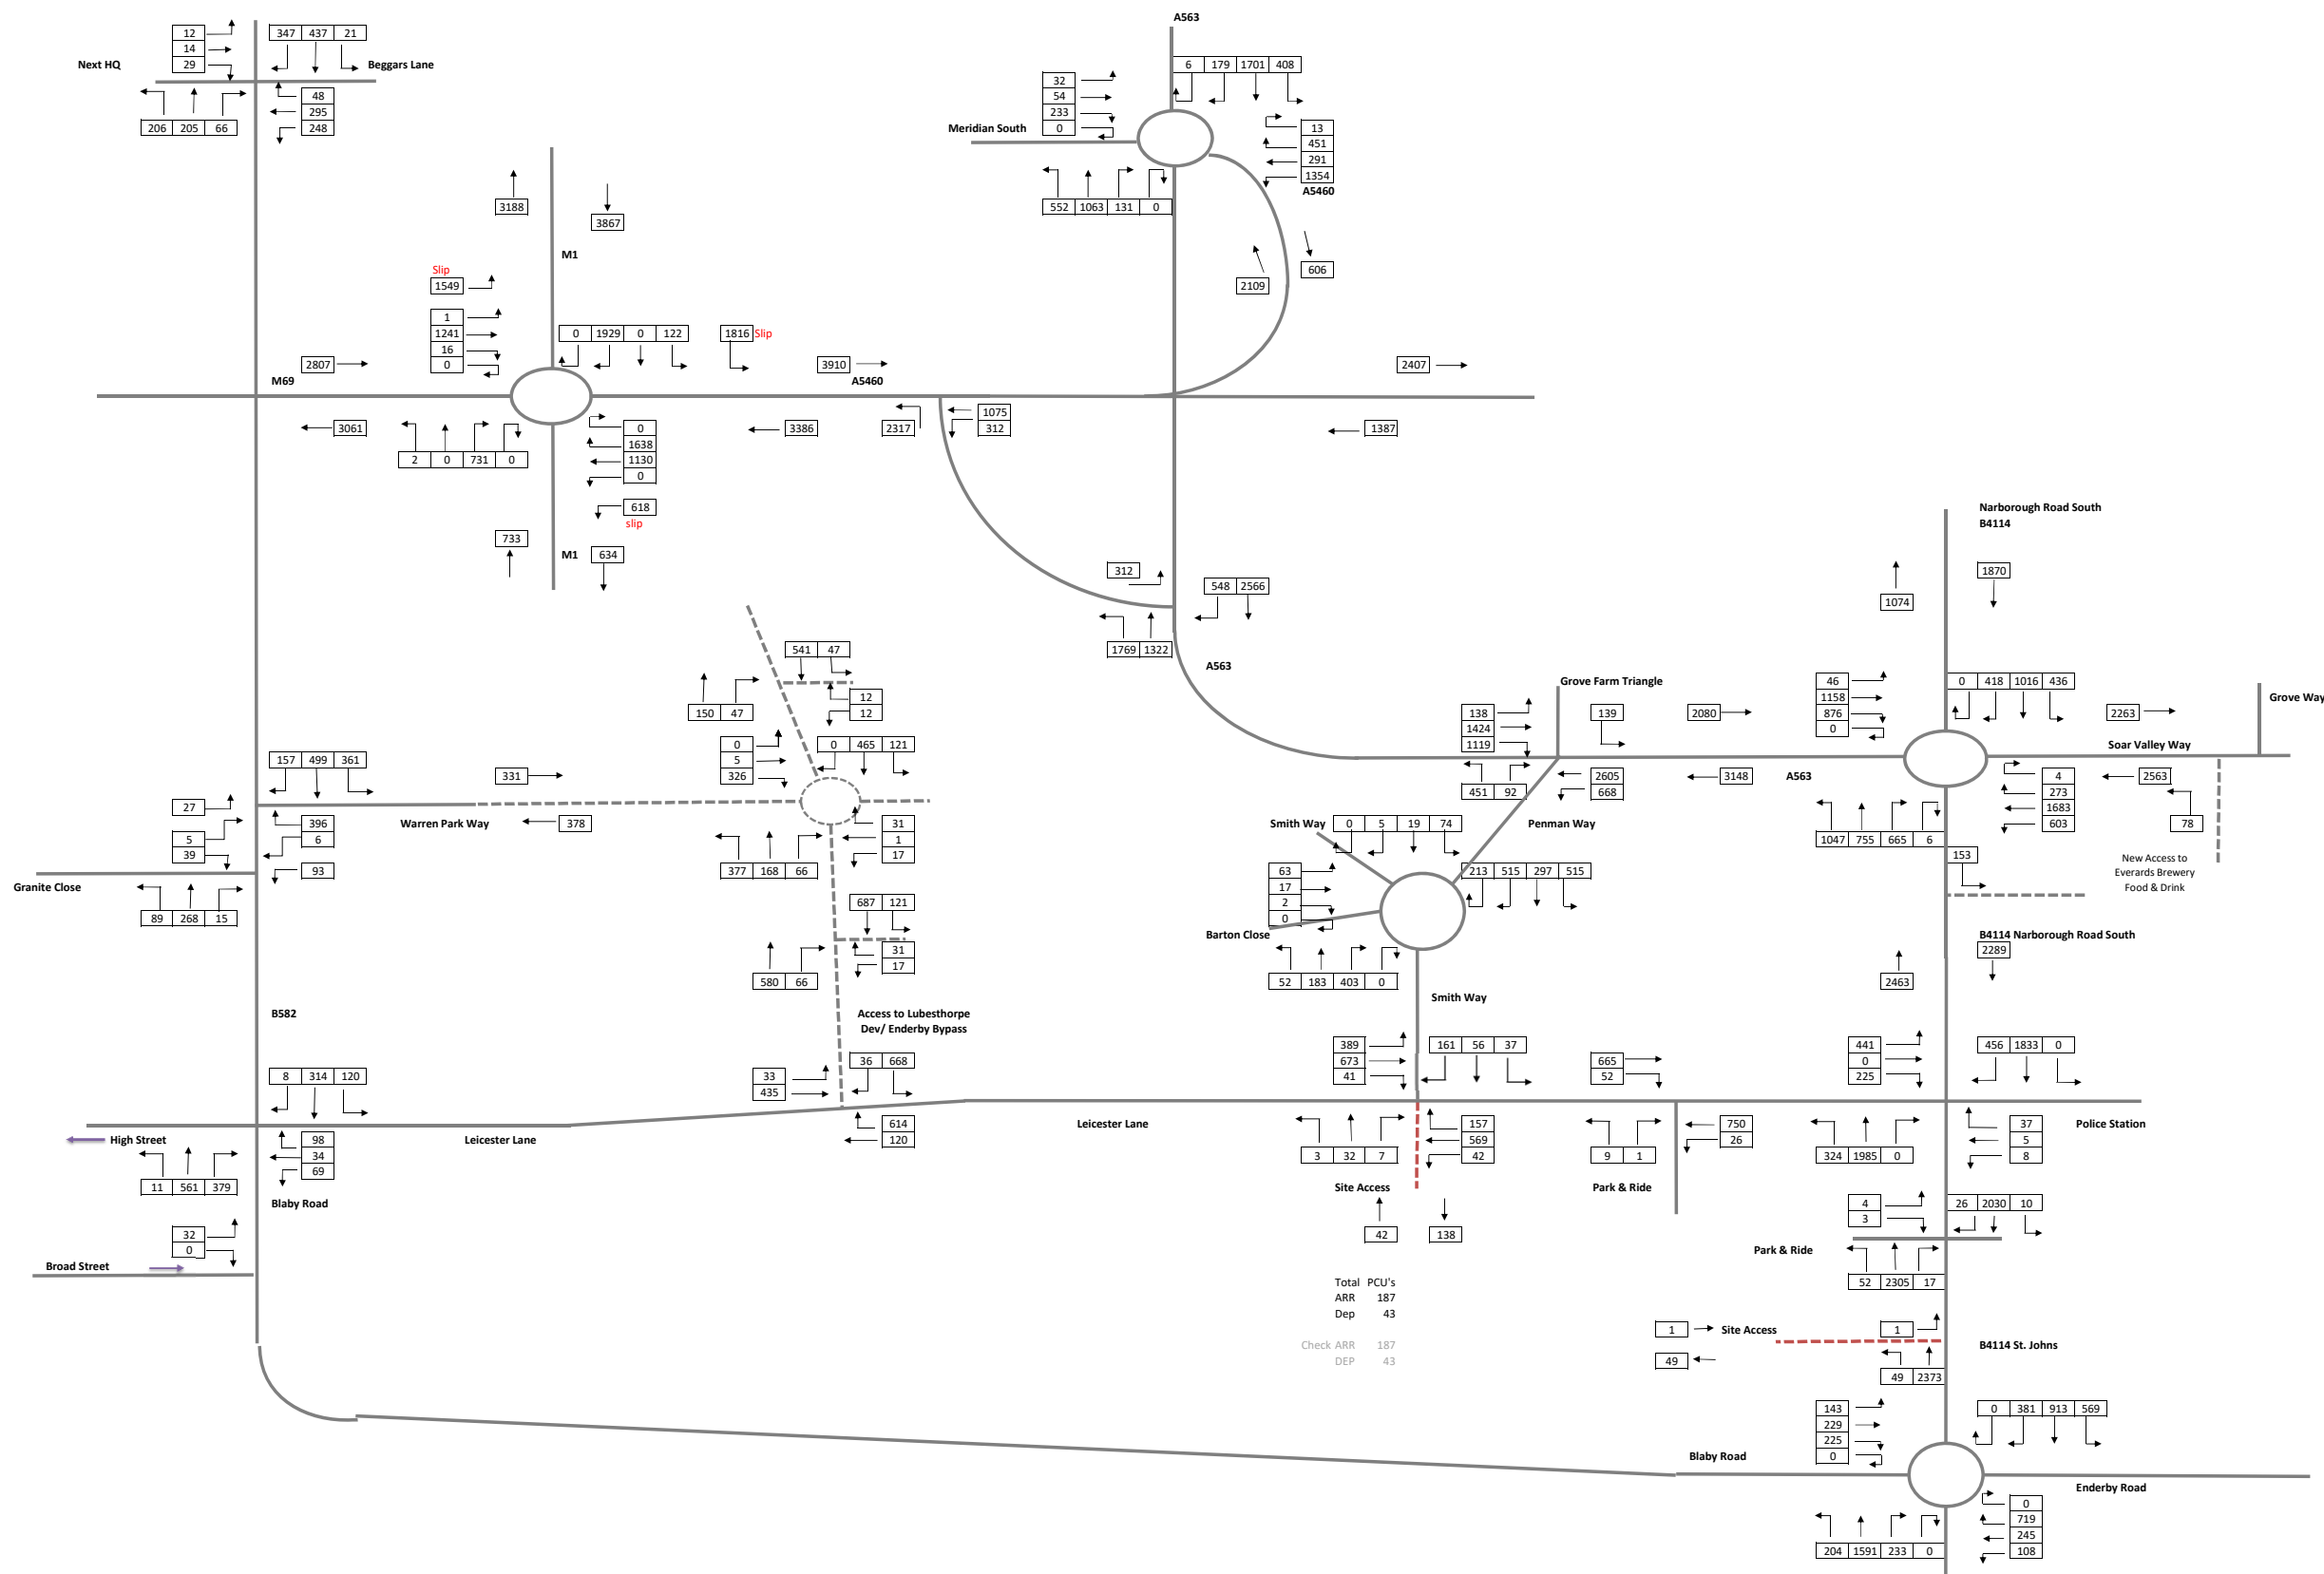 A563
12
14
29
347 437 21
Next HQ
Beggars Lane
6 179 1701 408
32
54
233
0
48
295
248
206 205 66
Meridian South
13
451
291
1354
A5460
3188
3867
552 1063 131 0
M1
Slip
1549
2109
606
1
1241
16
0
0 1929 0 122
1816 Slip
2807
3910
2407
M69
A5460
3061
2 0 731 0
0
1638
1130
0
3386
2317
1075
312
1387
618
slip
Narborough Road South
B4114
733
M1
634
312
548 2566
1074
1870
541 47
1769 1322
A563
Grove Farm Triangle
150 47
12
12
138
1424
1119
139
2080
46
1158
876
0
0 418 1016 436
2263
Grove Way
157 499 361
331
0
5
326
0 465 121
Soar Valley Way
451 92
2605
668
3148
A563
4
273
1683
603
2563
78
27
5
39
396
6
93
Warren Park Way
378
377 168 66
31
1
17
Smith Way
0 5 19 74
Penman Way
1047 755 665 6
153
New Access to
Everards Brewery
Food & Drink
Granite Close
89 268 15
687 121
63
17
2
0
213 515 297 515
Barton Close
31
17
580 66
52 183 403 0
B4114 Narborough Road South
2289
2463
Smith Way
B582
Access to Lubesthorpe
Dev/ Enderby Bypass
8 314 120
33
435
36 668
389
673
41
161 56 37
665
52
441
0
225
456 1833 0
High Street
98
34
69
Leicester Lane
614
120
Leicester Lane
157
569
42
750
26
37
5
8
Police Station
11 561 379
3 32 7
9 1
324 1985 0
Blaby Road
Site Access
Park & Ride
32
0
42
138
4
3
26 2030 10
Broad Street
Park & Ride
52 2305 17
Total PCU's
ARR 187
Dep 43
Check ARR 187
DEP 43
1
Site Access
1
49
B4114 St. Johns
49 2373
143
229
225
0
0 381 913 569
Blaby Road
Enderby Road
204 1591 233 0
0
719
245
108